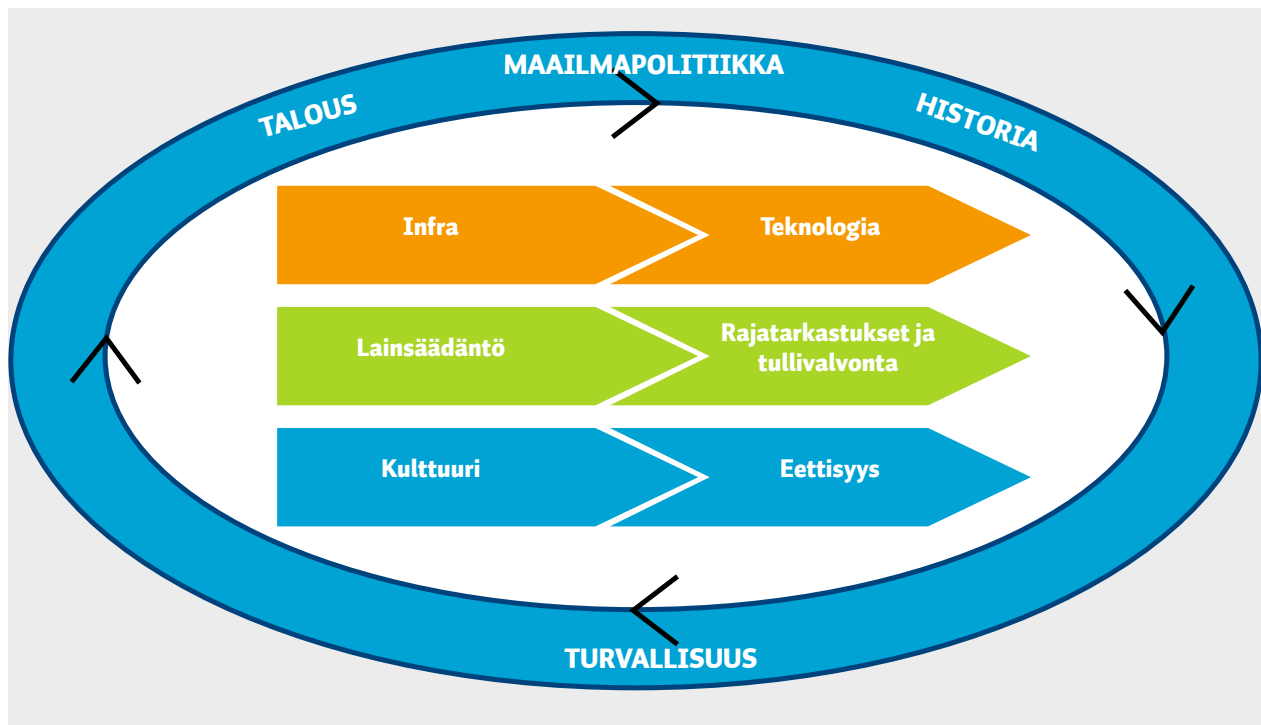 MAAILMAPOLITIIKKA
TALOUS
HISTORIA
Infra
Teknologia
Lainsäädäntö
Rajatarkastukset ja
tullivalvonta
Kulttuuri
Eettisyys
TURVALLISUUS